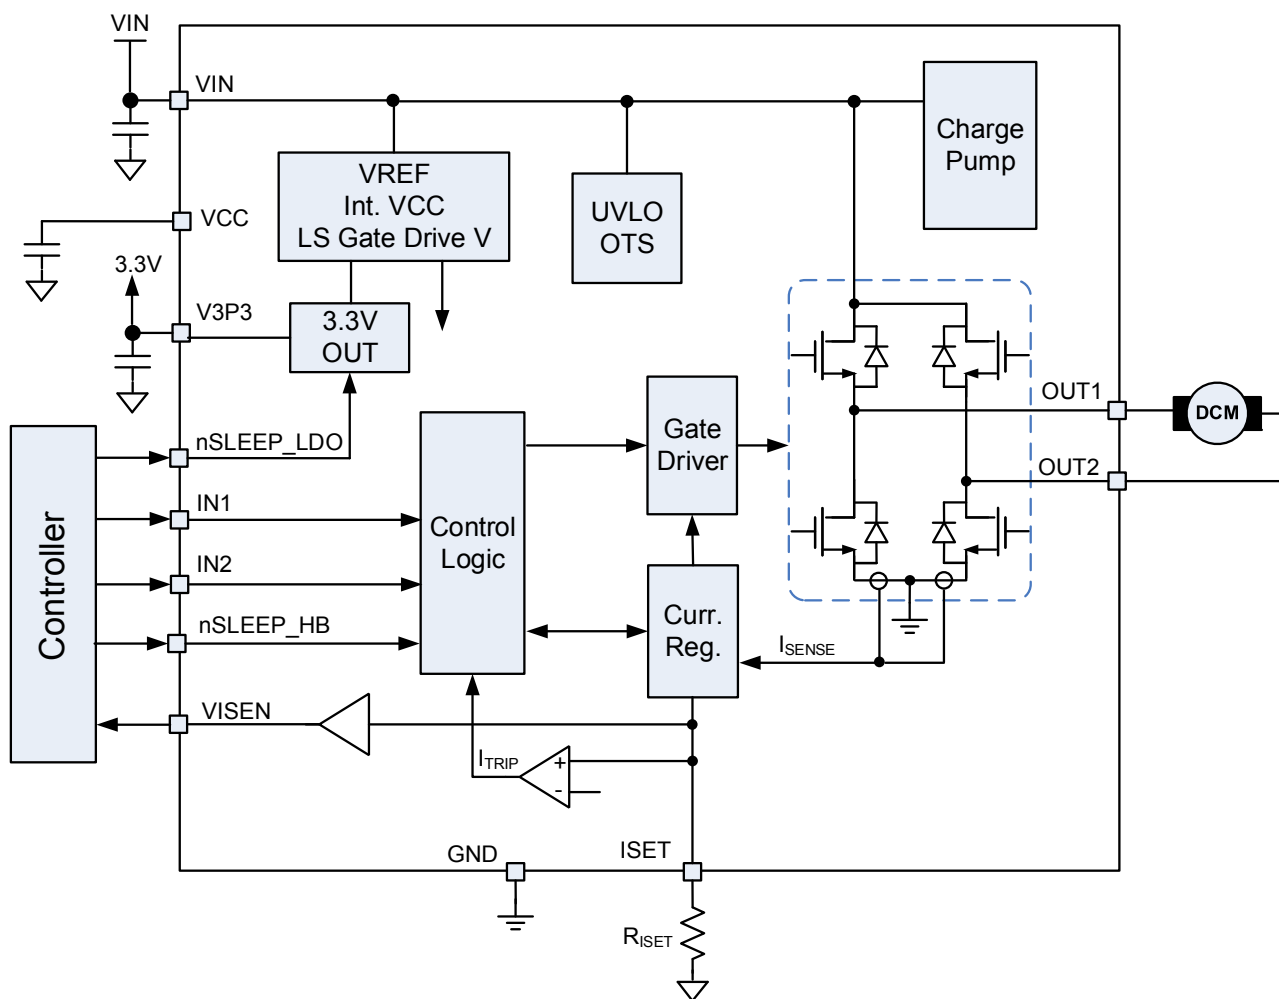 VIN
VIN
Charge
Pump
VREF
Int. VCC
LS Gate Drive V
UVLO
OTS
VCC
3.3V
V3P3
3.3V
OUT
OUT1
DCM
Gate
Driver
nSLEEP_LDO
OUT2
IN1
Control
Logic
IN2
Controller
nSLEEP_HB
Curr.
Reg.
ISENSE
VISEN
ITRIP
+
-
GND
ISET
RISET